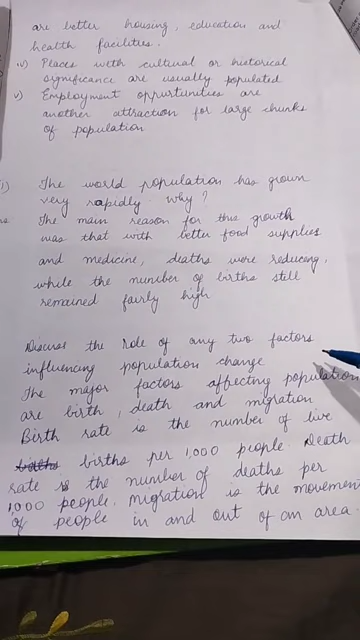 are better housing, education and
health facilities.
iv) Places with cultural or historical
significance are usually populated
v) Employment oppurtunities are
another attraction for large chunks
of population
The world population has grown
very rapidly. Why?
The main reason for this growth
was that with better food supplies
and medicine, deaths were reducing,
while the number of births still
remained fairly high
Discuss the role of any two factors
influencing population change
The major factors affecting population
are birth, death and migration
Birth rate is the number of live
births per 1,000 people. Death
rate is the number of deaths per
1,000 people. Migration is the movement
of people in and out of an area.